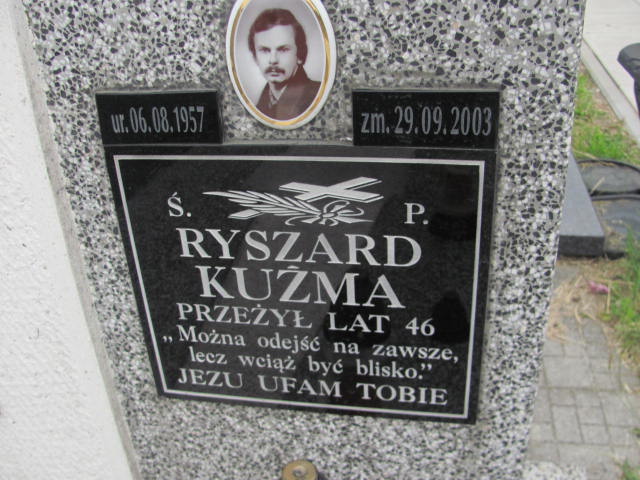 ur. 06.08.1957
zm. 29.09.2003
Ś. P.
RYSZARD
KUŹMA
PRZEŻYŁ LAT 46
„Można odejść na zawsze,
lecz wciąż być blisko."
JEZU UFAM TOBIE